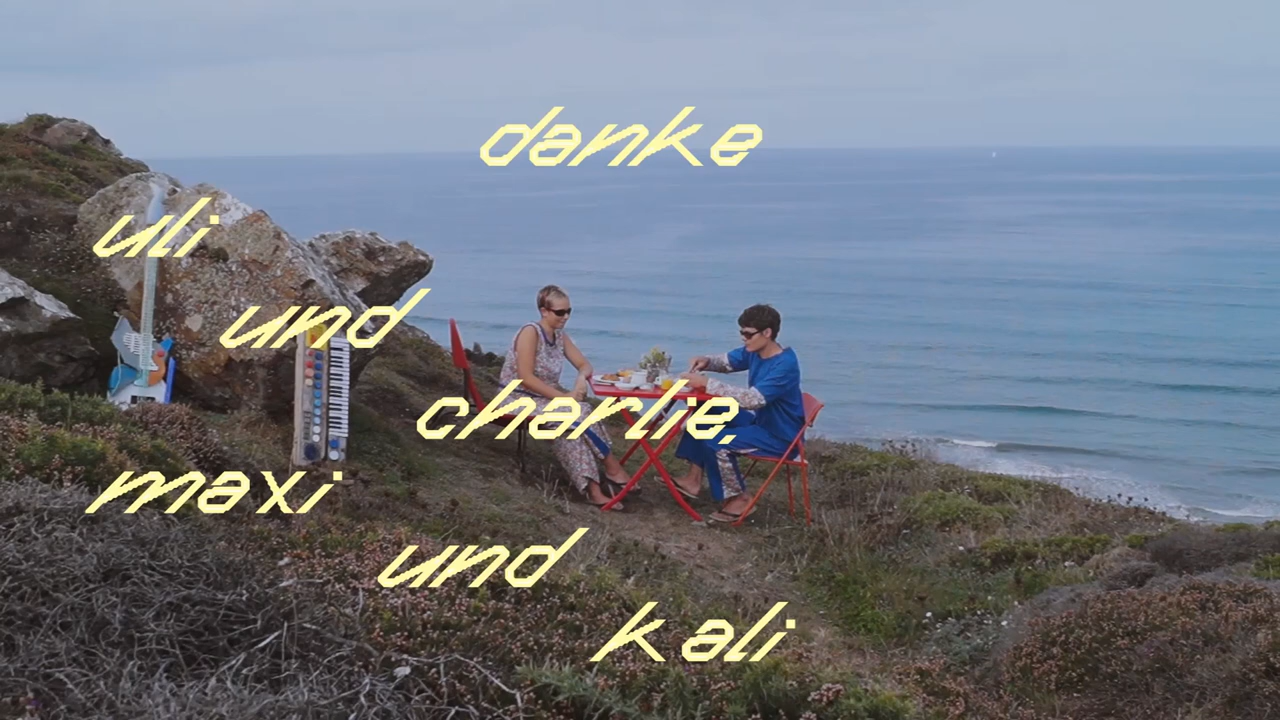 danke
uli
und
charlie,
maxi
und
kali